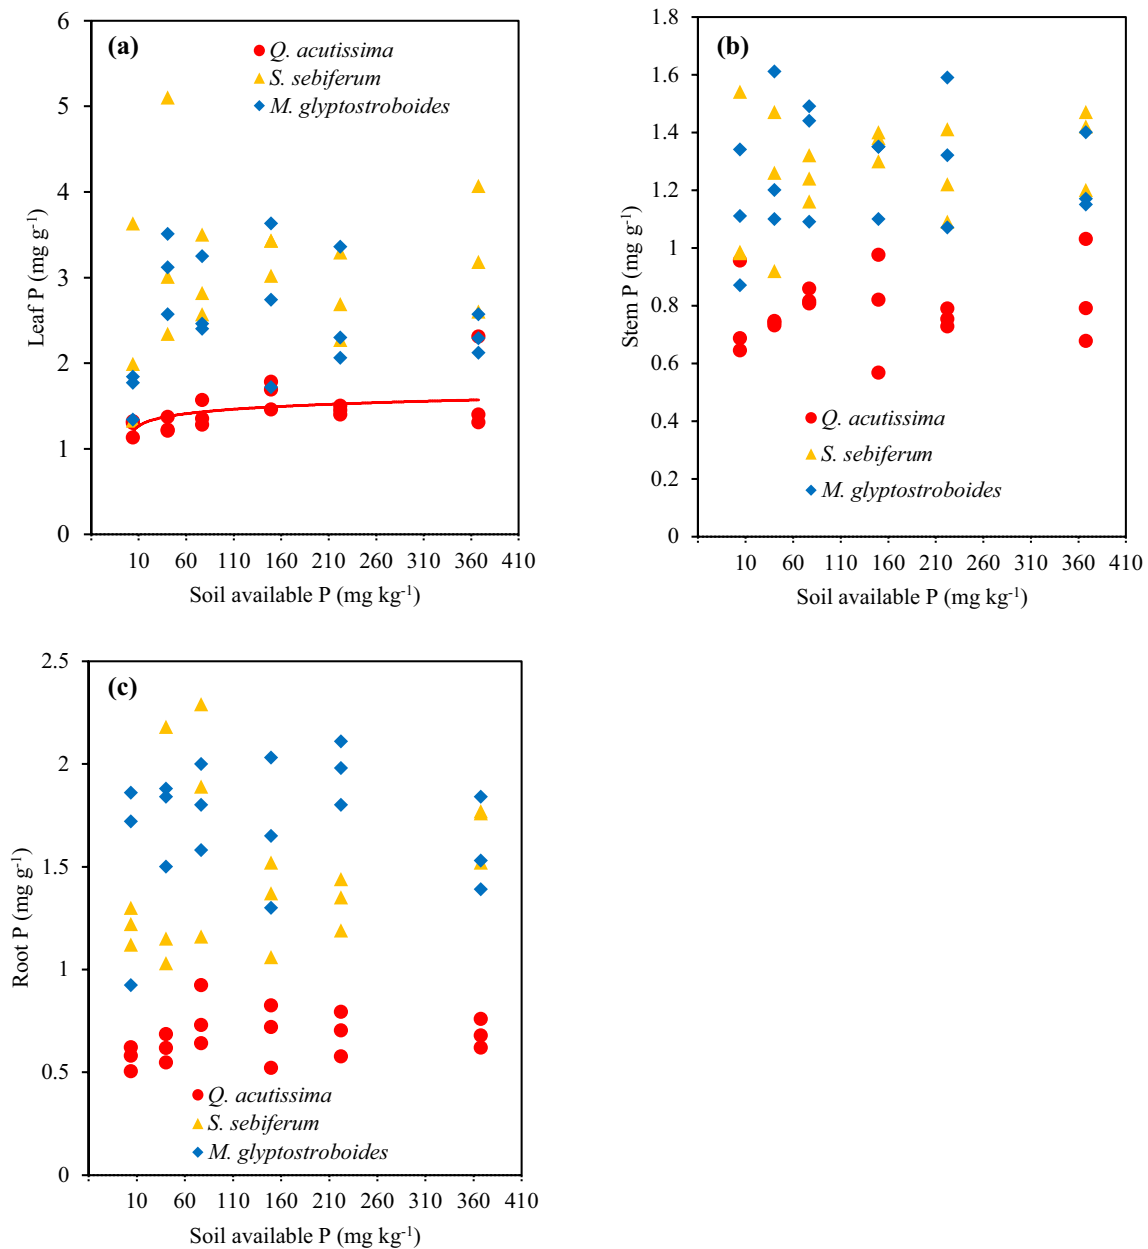 (a)
Q. acutissima
S. sebiferum
M. glyptostroboides
6
5
4
3
2
1
0
Leaf P (mg g⁻¹)
10 60 110 160 210 260 310 360 410
Soil available P (mg kg⁻¹)
(b)
1.8
1.6
1.4
1.2
1
0.8
0.6
0.4
0.2
0
Stem P (mg g⁻¹)
Q. acutissima
S. sebiferum
M. glyptostroboides
10 60 110 160 210 260 310 360 410
Soil available P (mg kg⁻¹)
(c)
2.5
2
1.5
1
0.5
0
Root P (mg g⁻¹)
Q. acutissima
S. sebiferum
M. glyptostroboides
10 60 110 160 210 260 310 360 410
Soil available P (mg kg⁻¹)